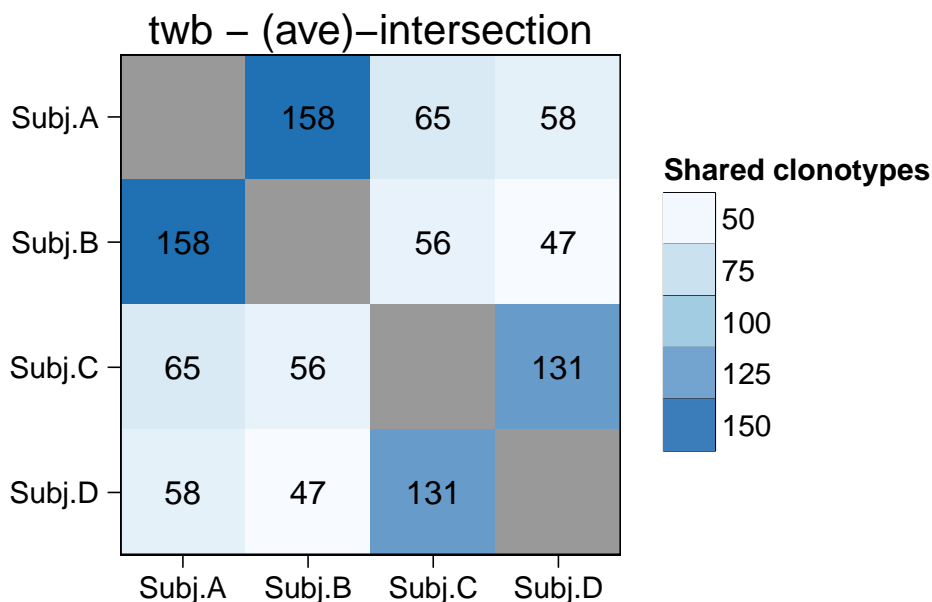 twb − (ave)−intersection
Subj.A 158 65 58
Subj.B 158 56 47
Subj.C 65 56 131
Subj.D 58 47 131
Subj.A Subj.B Subj.C Subj.D
Shared clonotypes
50
75
100
125
150